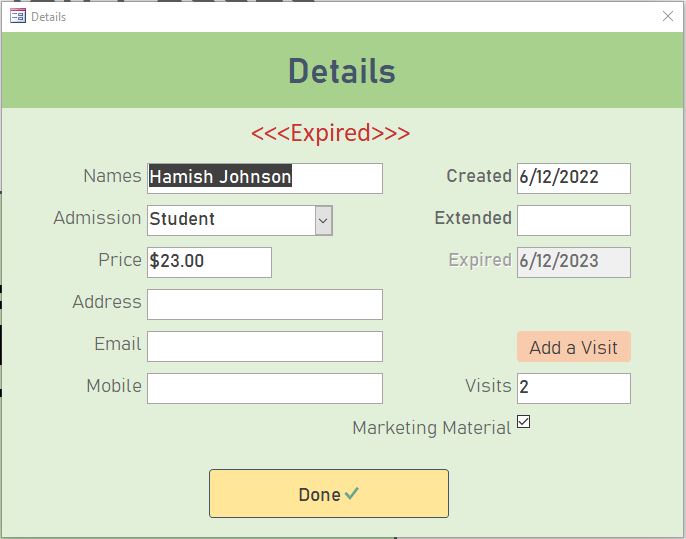 Details
Details
<<<Expired>>>
Names Hamish Johnson Created 6/12/2022
Admission Student Extended
Price $23.00 Expired 6/12/2023
Address
Email Add a Visit
Mobile Visits 2
Marketing Material
Done